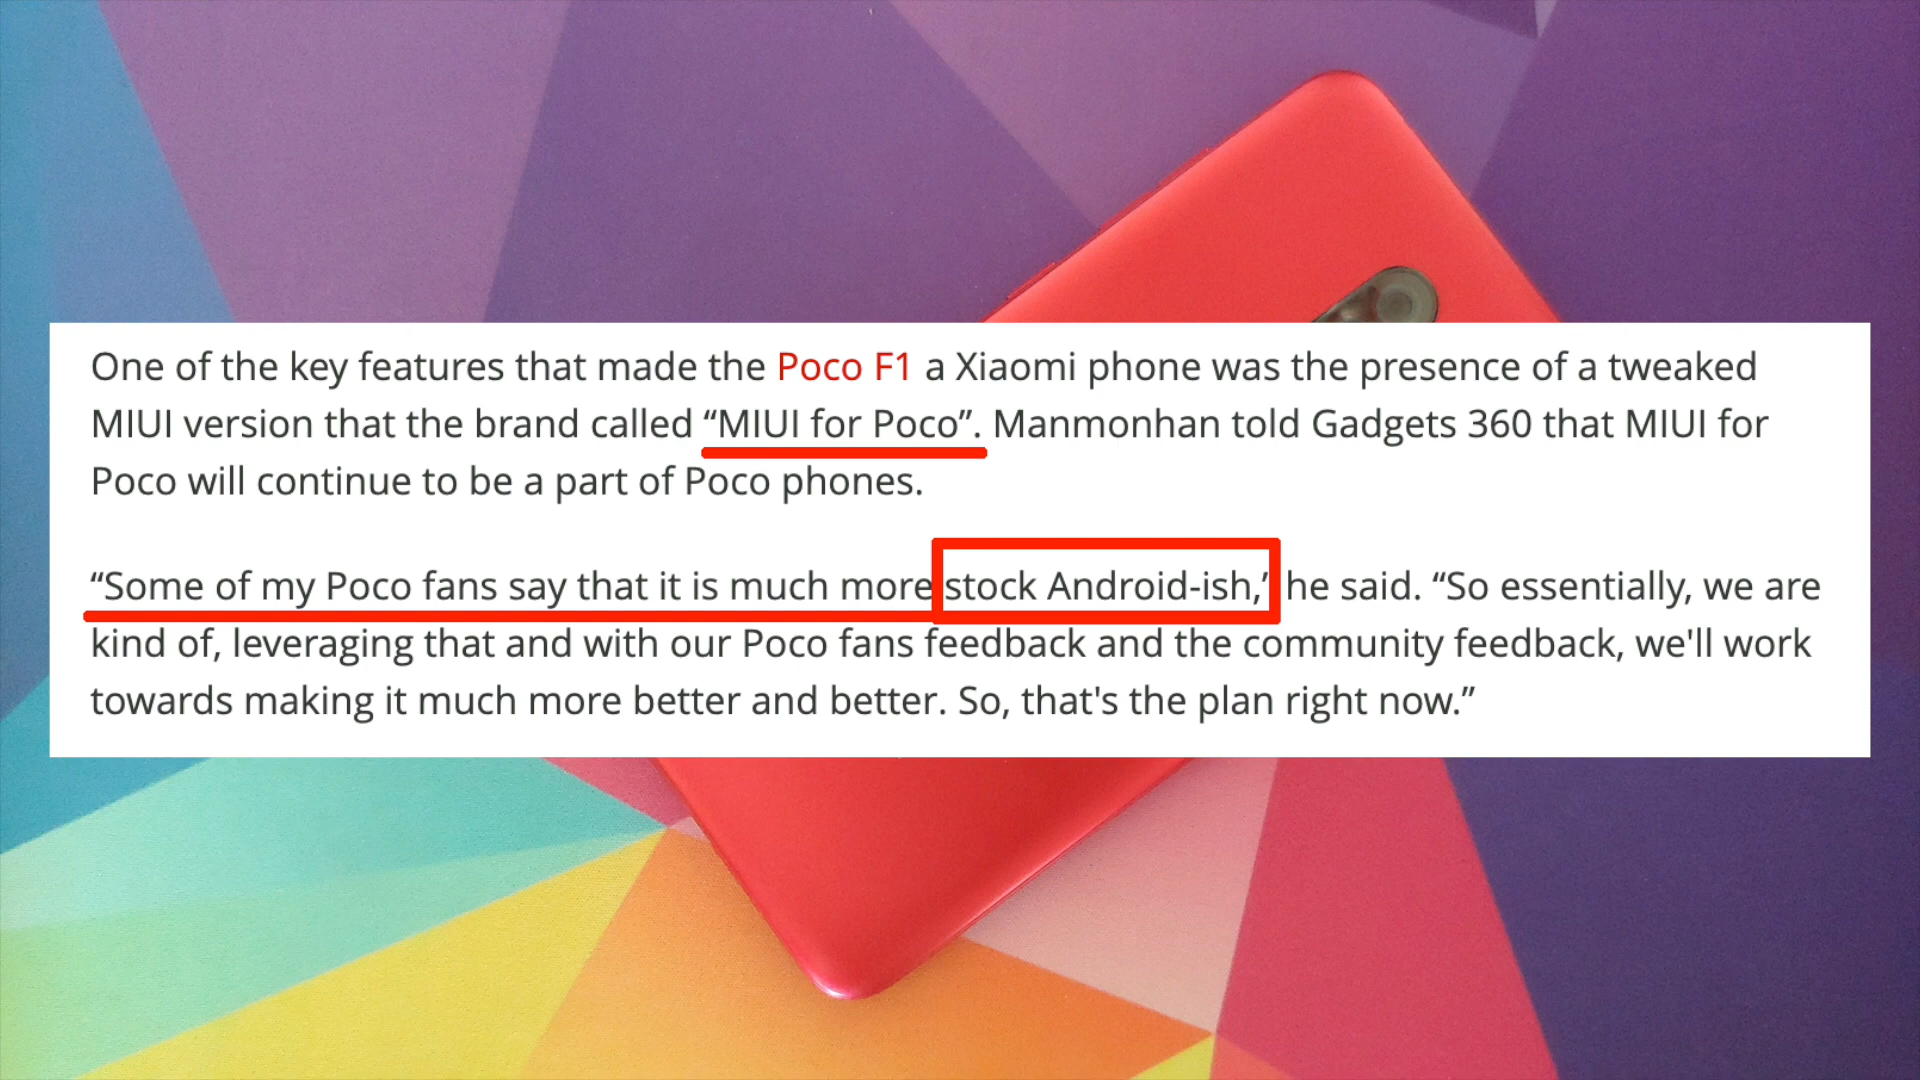 One of the key features that made the Poco F1 a Xiaomi phone was the presence of a tweaked
MIUI version that the brand called “MIUI for Poco”. Manmonhan told Gadgets 360 that MIUI for
Poco will continue to be a part of Poco phones.
“Some of my Poco fans say that it is much more stock Android-ish,” he said. “So essentially, we are
kind of, leveraging that and with our Poco fans feedback and the community feedback, we'll work
towards making it much more better and better. So, that's the plan right now.”